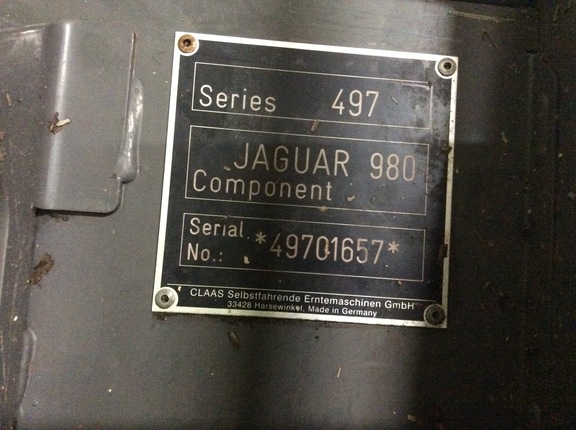 Series 497
JAGUAR 980
Component
Serial
No.: *49701657*
CLAAS Selbstfahrende Erntemaschinen GmbH
33428 Harsewinkel, Made in Germany